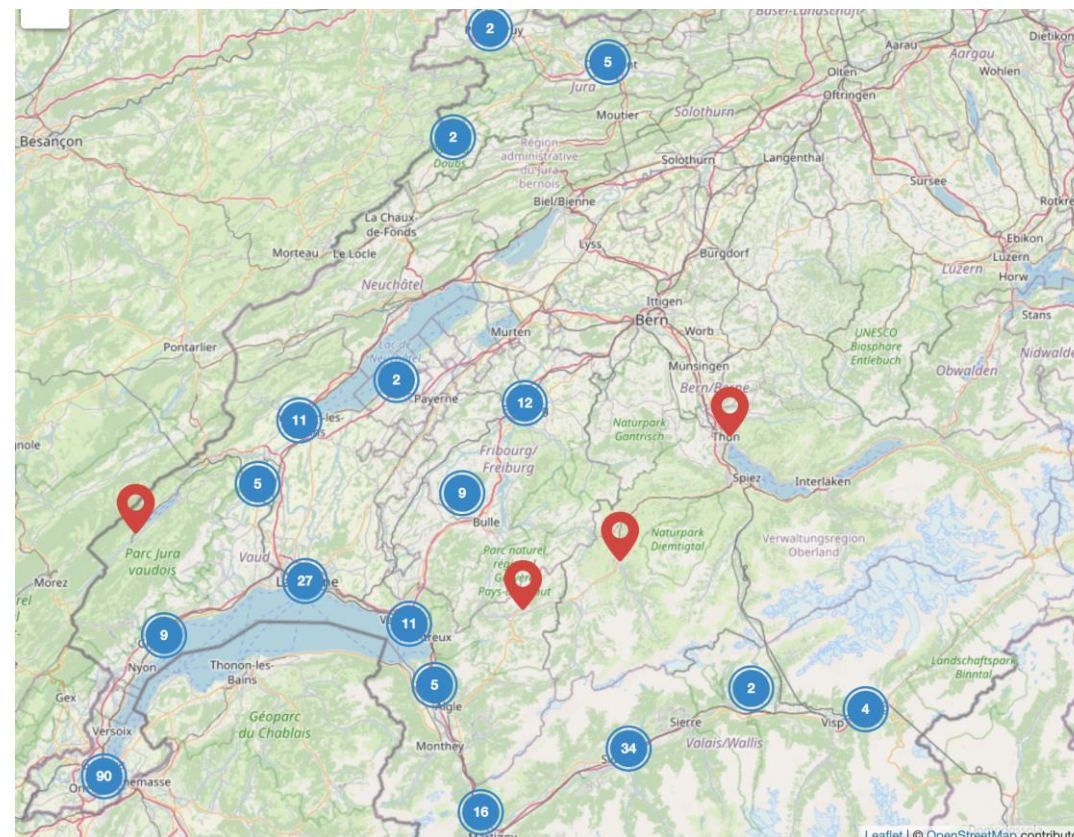 2
Basel-Landschaft
Aarau
Dietikon
Aargau
5
Jura
Olten
Wohlen
Oftringen
Moutier
Solothurn
Besançon
2
Doubs
Région
administrative
du Jura
bernois
Solothurn
Langenthal
Sursee
Biel/Bienne
La Chaux-
de-Fonds
Lyss
Burgdorf
Ebikon
Luzern
Horw
Luzern
Morteau
Le Locle
Neuchâtel
Ittigen
Bern
Worb
Stans
Murten
UNESCO
Biosphäre
Entlebuch
Pontarlier
Lac de
Neuchâtel
Munsingen
Bern/Berne
Obwalden
2
Payerne
12
11
Naturpark
Gantrisch
Thun
Fribourg/
Freiburg
5
9
Spiez
Interlaken
Bulle
Parc Jura
vaudois
Vaud
Parc naturel
Naturpark
Diemtigtal
Verwaltungsregion
Oberland
Morez
27
9
11
Nyon
Thonon-les-
Bains
5
Aigle
2
Landschaftspark
Binntal
Gex
Géoparc
du Chablais
Versoix
Sierre
Visp
4
Monthey
34
Valais/Wallis
90
16
Leaflet | © OpenStreetMap